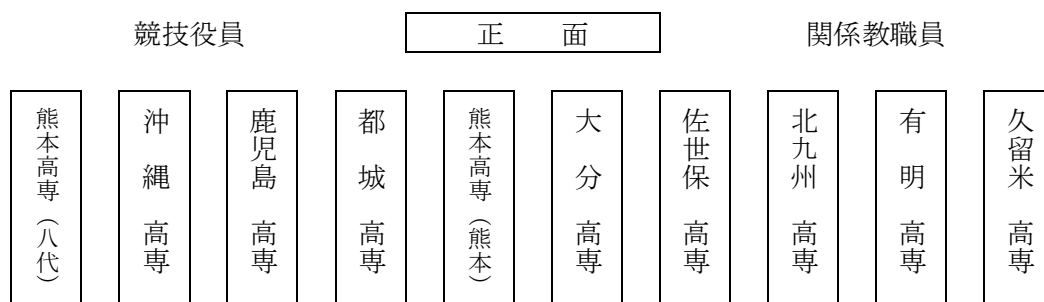 競技役員
正　面
関係教職員
熊本高専（八代）
沖縄 高専
鹿児島 高専
都城 高専
熊本高専（熊本）
大分 高専
佐世保 高専
北九州 高専
有明 高専
久留米 高専